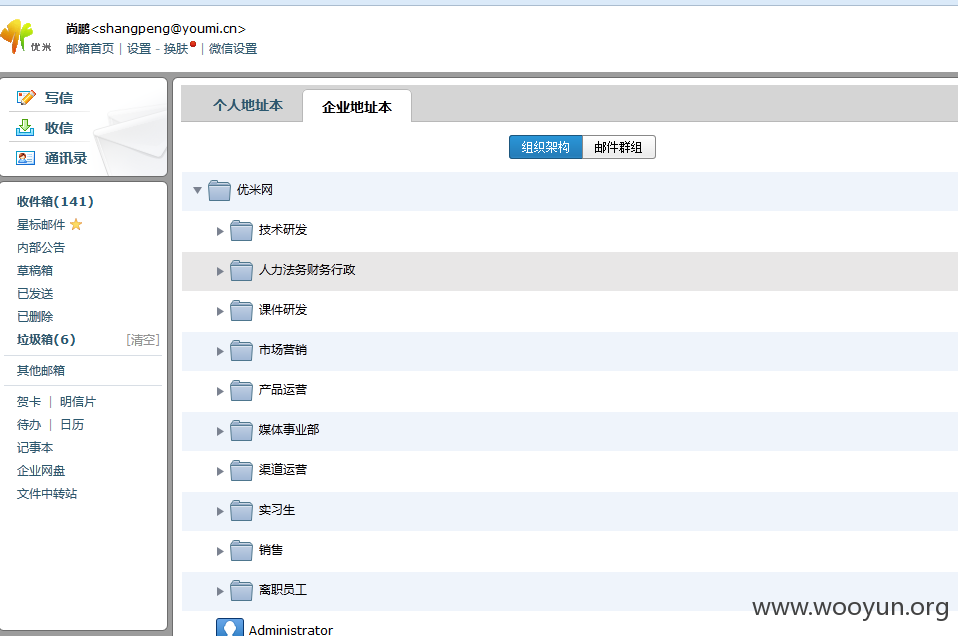 优米
尚鹏<shangpeng@youmi.cn>
邮箱首页 | 设置 - 换肤 | 微信设置
写信
收信
通讯录
收件箱(141)
星标邮件
内部公告
草稿箱
已发送
已删除
垃圾箱(6) [清空]
其他邮箱
贺卡 | 明信片
待办 | 日历
记事本
企业网盘
文件中转站
个人地址本 企业地址本
组织架构 邮件群组
优米网
技术研发
人力法务财务行政
课件研发
市场营销
产品运营
媒体事业部
渠道运营
实习生
销售
离职员工
Administrator
www.wooyun.org